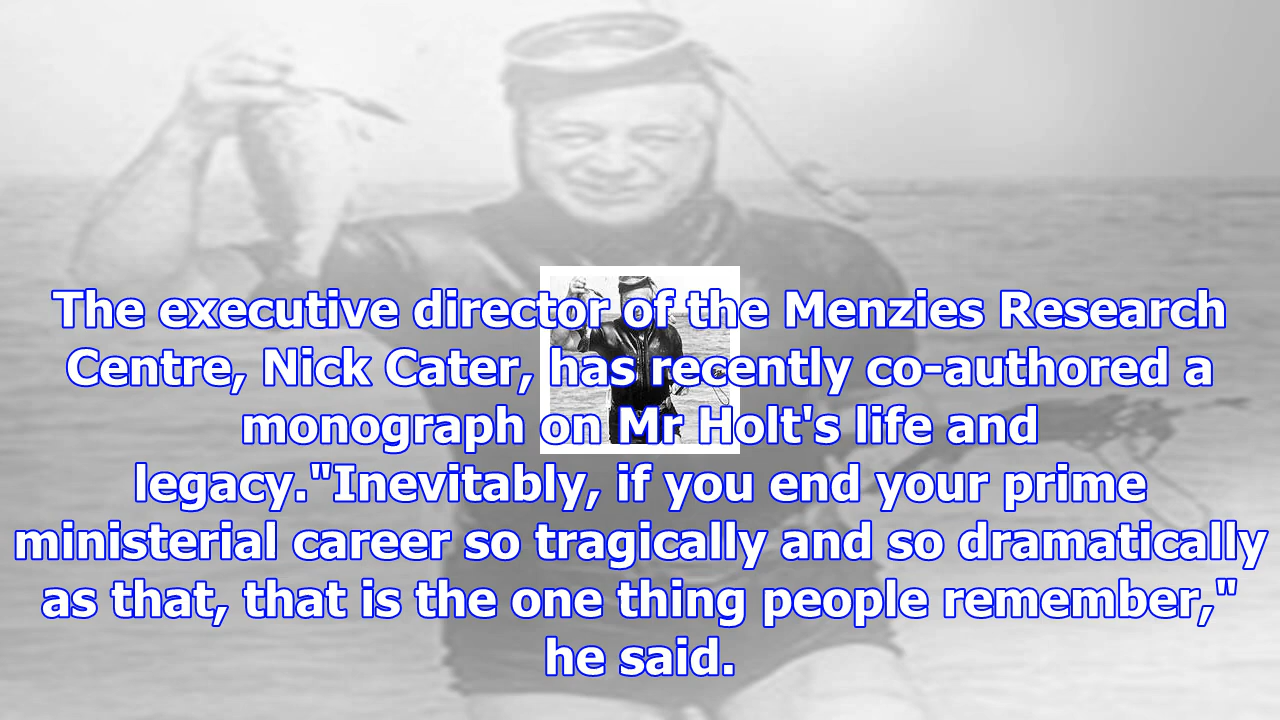 The executive director of the Menzies Research
Centre, Nick Cater, has recently co-authored a
monograph on Mr Holt's life and
legacy."Inevitably, if you end your prime
ministerial career so tragically and so dramatically
as that, that is the one thing people remember,"
he said.